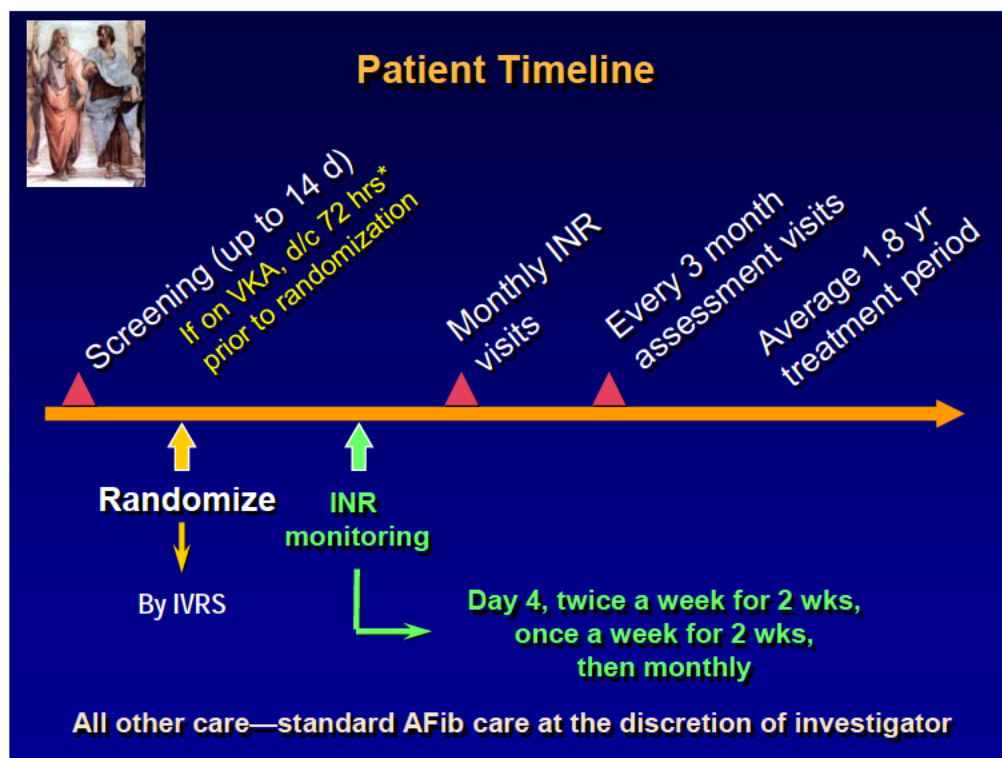 Patient Timeline
Screening (up to 14 d)
If on VKA, d/c 72 hrs*
prior to randomization
Monthly INR
visits
Every 3 month
assessment visits
Average 1.8 yr
treatment period
Randomize
By IVRS
INR
monitoring
Day 4, twice a week for 2 wks,
once a week for 2 wks,
then monthly
All other care—standard AFib care at the discretion of investigator